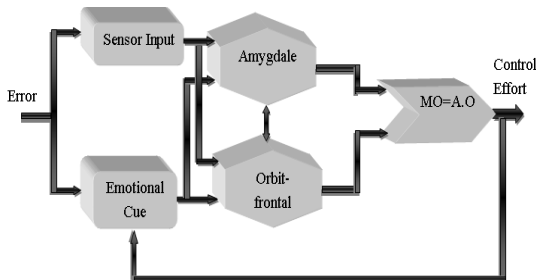 Sensor Input
Amygdale
Control
Effort
Error
MO=A.O
Emotional
Cue
Orbit-
frontal